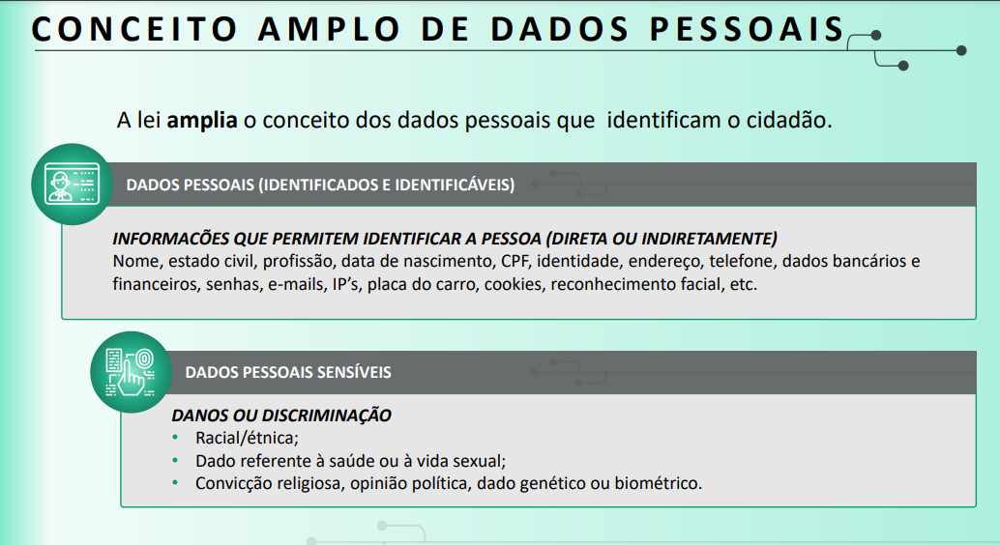 CONCEITO AMPLO DE DADOS PESSOAIS
A lei amplia o conceito dos dados pessoais que identificam o cidadão.
DADOS PESSOAIS (IDENTIFICADOS E IDENTIFICÁVEIS)
INFORMACÕES QUE PERMITEM IDENTIFICAR A PESSOA (DIRETA OU INDIRETAMENTE)
Nome, estado civil, profissão, data de nascimento, CPF, identidade, endereço, telefone, dados bancários e
financeiros, senhas, e-mails, IP’s, placa do carro, cookies, reconhecimento facial, etc.
DADOS PESSOAIS SENSÍVEIS
DANOS OU DISCRIMINAÇÃO
• Racial/étnica;
• Dado referente à saúde ou à vida sexual;
• Convicção religiosa, opinião política, dado genético ou biométrico.